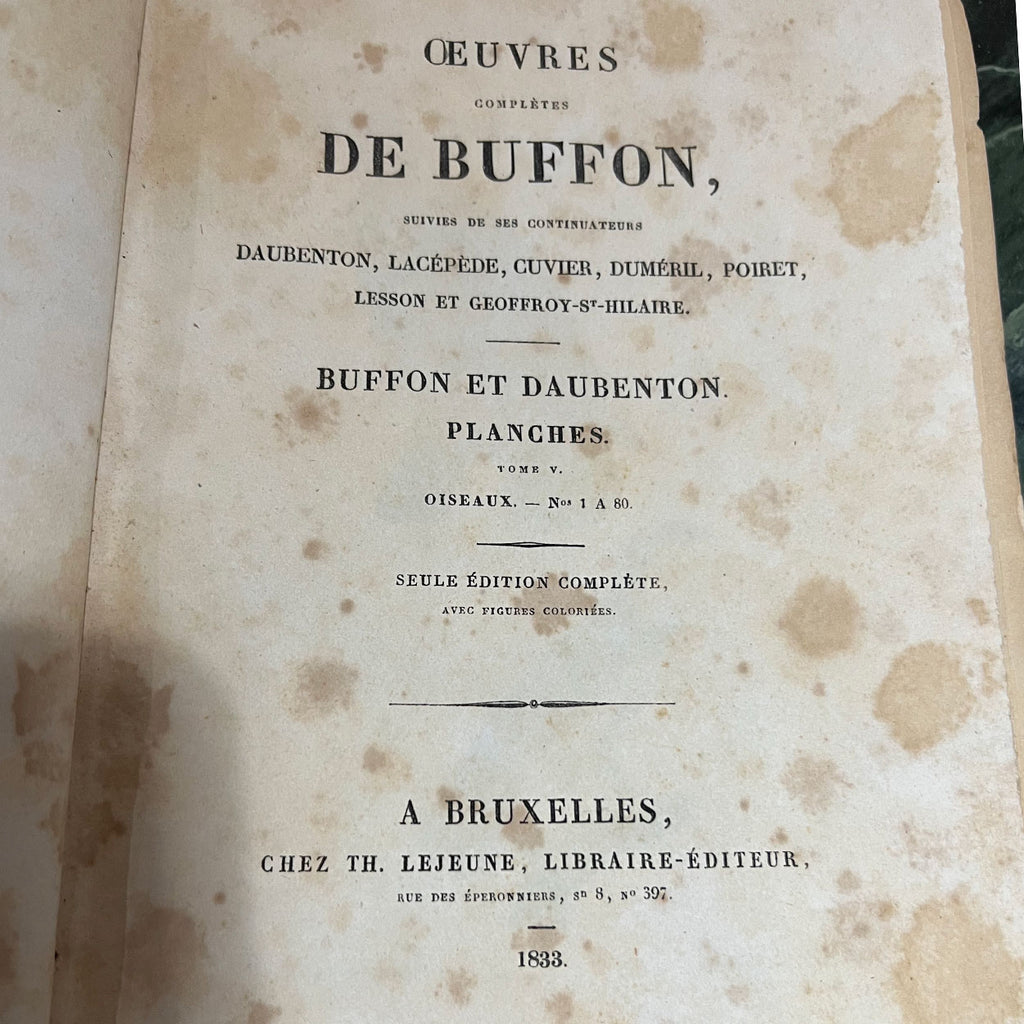 ŒUVRES
COMPLÈTES
DE BUFFON,
SUIVIES DE SES CONTINUATEURS
DAUBENTON, LACÉPÈDE, CUVIER, DUMÉRIL, POIRET,
LESSON ET GEOFFROY-Sᵀ-HILAIRE.
BUFFON ET DAUBENTON.
PLANCHES.
TOME V.
OISEAUX. — Nᵒˢ 1 A 80.
SEULE ÉDITION COMPLÈTE,
AVEC FIGURES COLORIÉES.
A BRUXELLES,
CHEZ TH. LEJEUNE, LIBRAIRE-ÉDITEUR,
RUE DES ÉPERONNIERS, Sⁿ 8, Nᵒ 397.
1833.